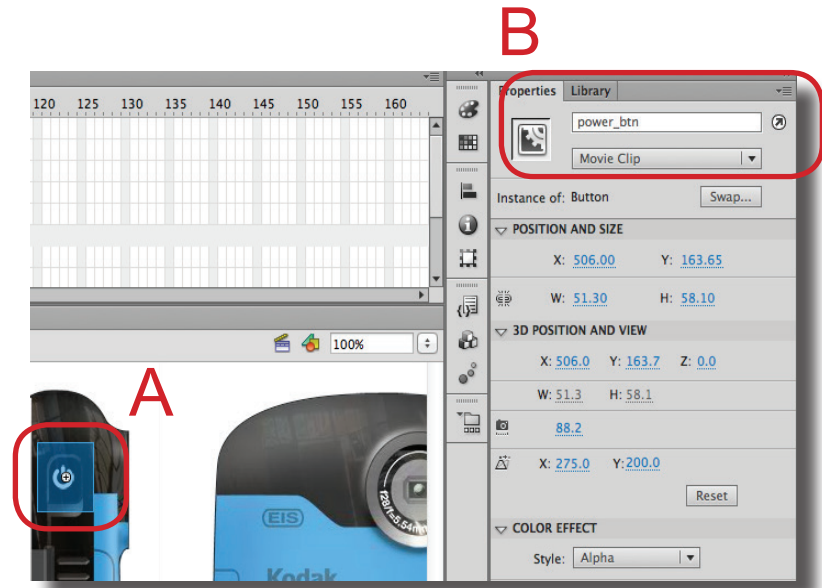 B
Properties Library
120 125 130 135 140 145 150 155 160
power_btn
Movie Clip
Instance of: Button Swap...
POSITION AND SIZE
X: 506.00 Y: 163.65
W: 51.30 H: 58.10
3D POSITION AND VIEW
100%
X: 506.0 Y: 163.7 Z: 0.0
A
W: 51.3 H: 58.1
88.2
X: 275.0 Y: 200.0
Reset
f28/f=5.54mm
EIS
COLOR EFFECT
Style: Alpha
Kodak